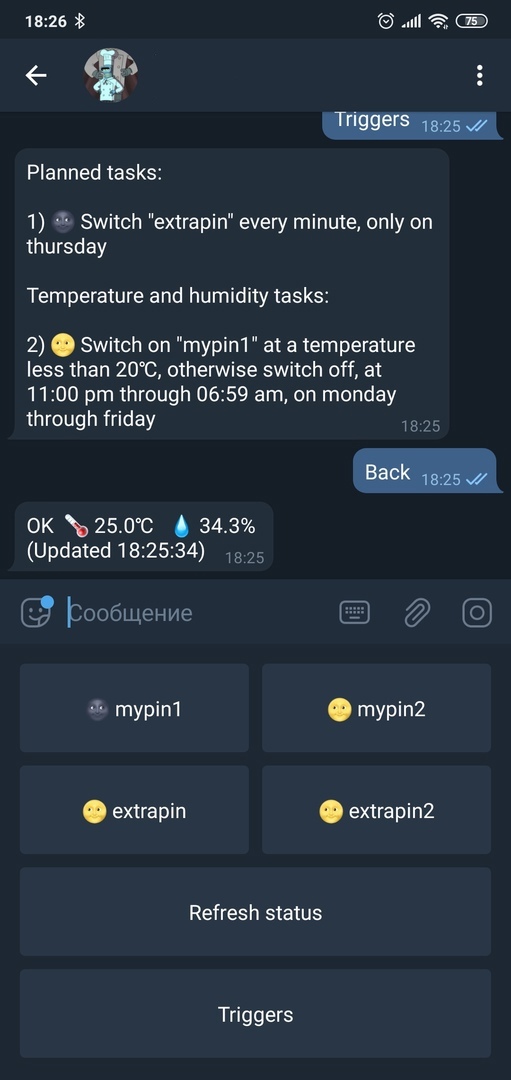 18:26
75
Triggers 18:25
Planned tasks:
1) 🌚 Switch "extrapin" every minute, only on
thursday
Temperature and humidity tasks:
2) 🌝 Switch on "mypin1" at a temperature
less than 20℃, otherwise switch off, at
11:00 pm through 06:59 am, on monday
through friday
18:25
Back 18:25
OK 🌡 25.0℃ 💧 34.3%
(Updated 18:25:34) 18:25
Сообщение
🌚 mypin1
🌝 mypin2
🌝 extrapin
🌝 extrapin2
Refresh status
Triggers